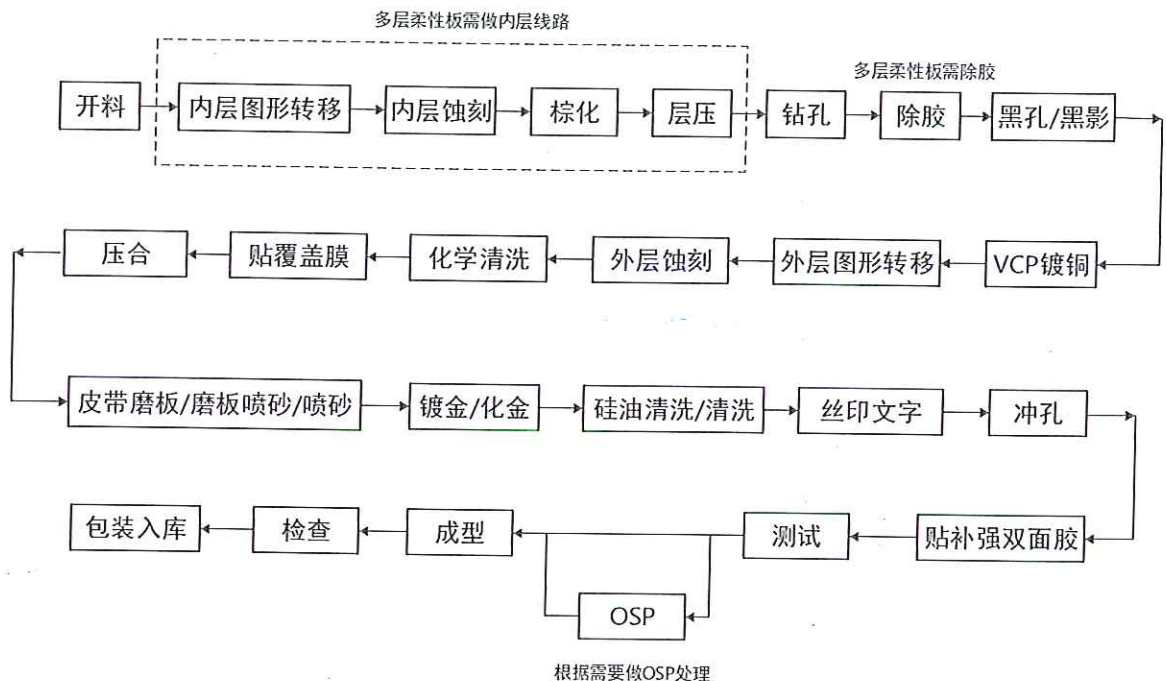 多层柔性板需做内层线路
多层柔性板需除胶
开料 内层图形转移 内层蚀刻 棕化 层压 钻孔 除胶 黑孔/黑影
压合 贴覆盖膜 化学清洗 外层蚀刻 外层图形转移 VCP镀铜
皮带磨板/磨板喷砂/喷砂 镀金/化金 硅油清洗/清洗 丝印文字 冲孔
包装入库 检查 成型 测试 贴补强双面胶
OSP
根据需要做OSP处理